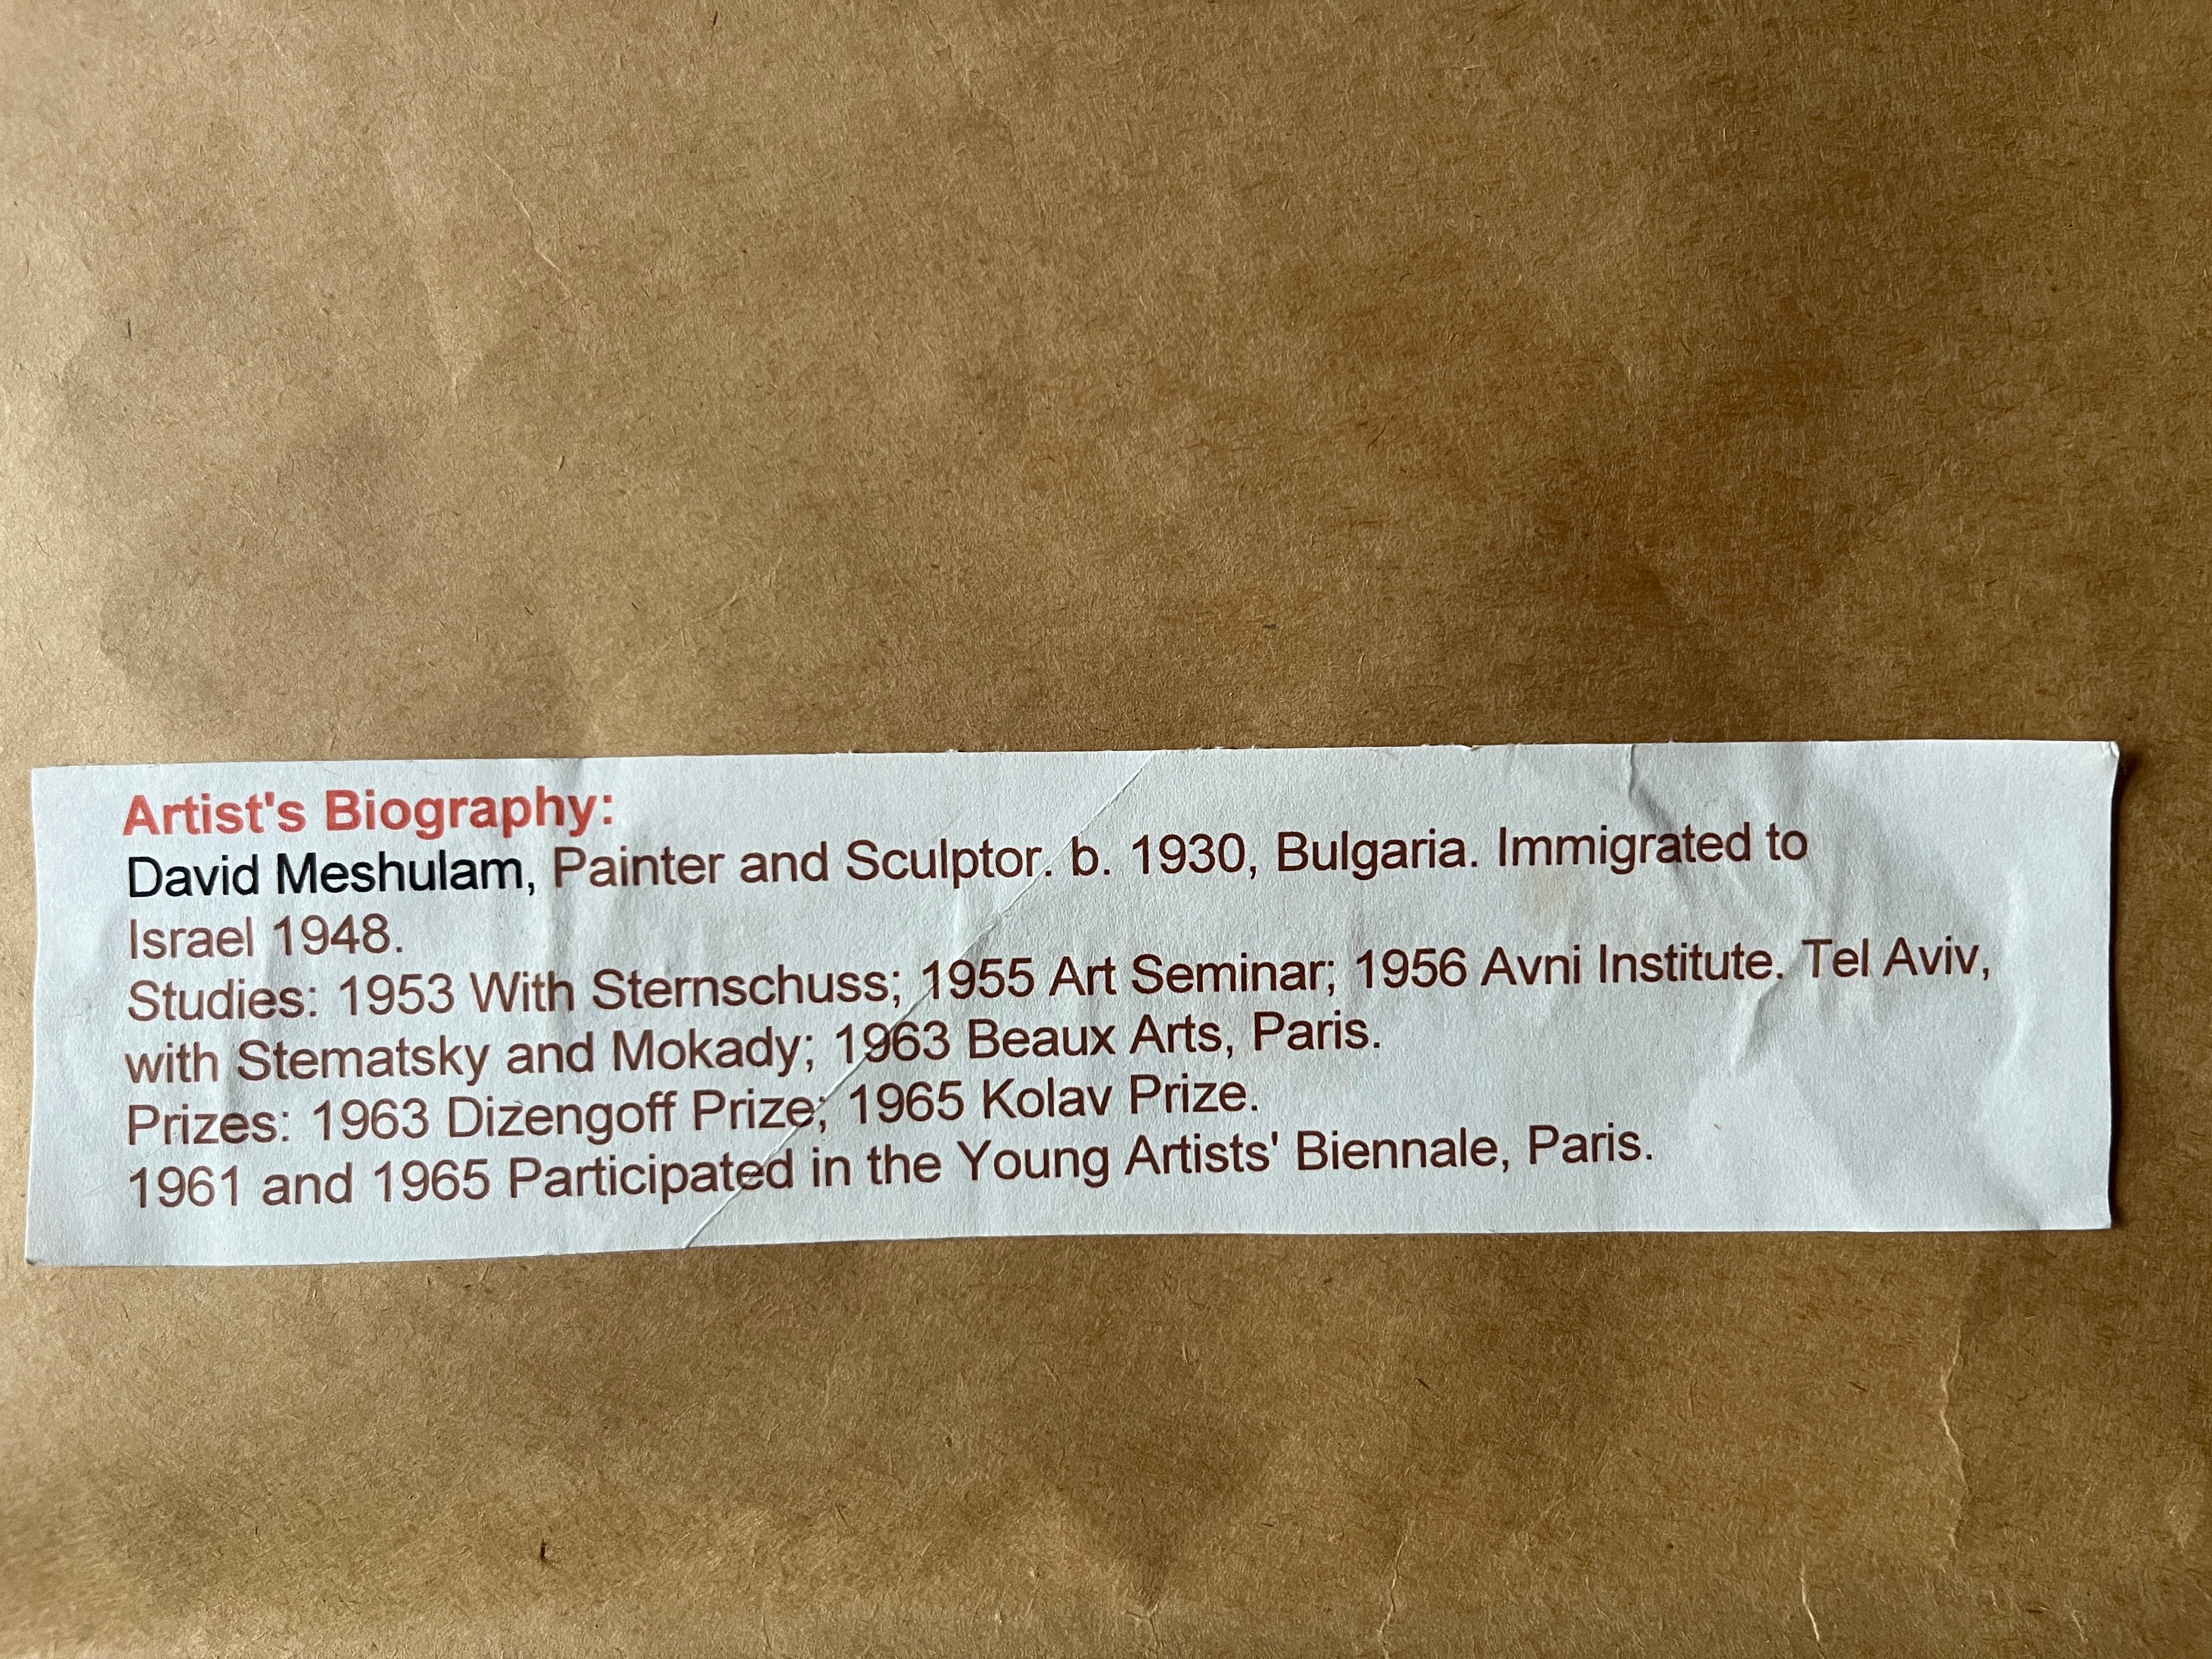 Artist's Biography:
David Meshulam, Painter and Sculptor. b. 1930, Bulgaria. Immigrated to
Israel 1948.
Studies: 1953 With Sternschuss; 1955 Art Seminar; 1956 Avni Institute. Tel Aviv,
with Stematsky and Mokady; 1963 Beaux Arts, Paris.
Prizes: 1963 Dizengoff Prize; 1965 Kolav Prize.
1961 and 1965 Participated in the Young Artists' Biennale, Paris.